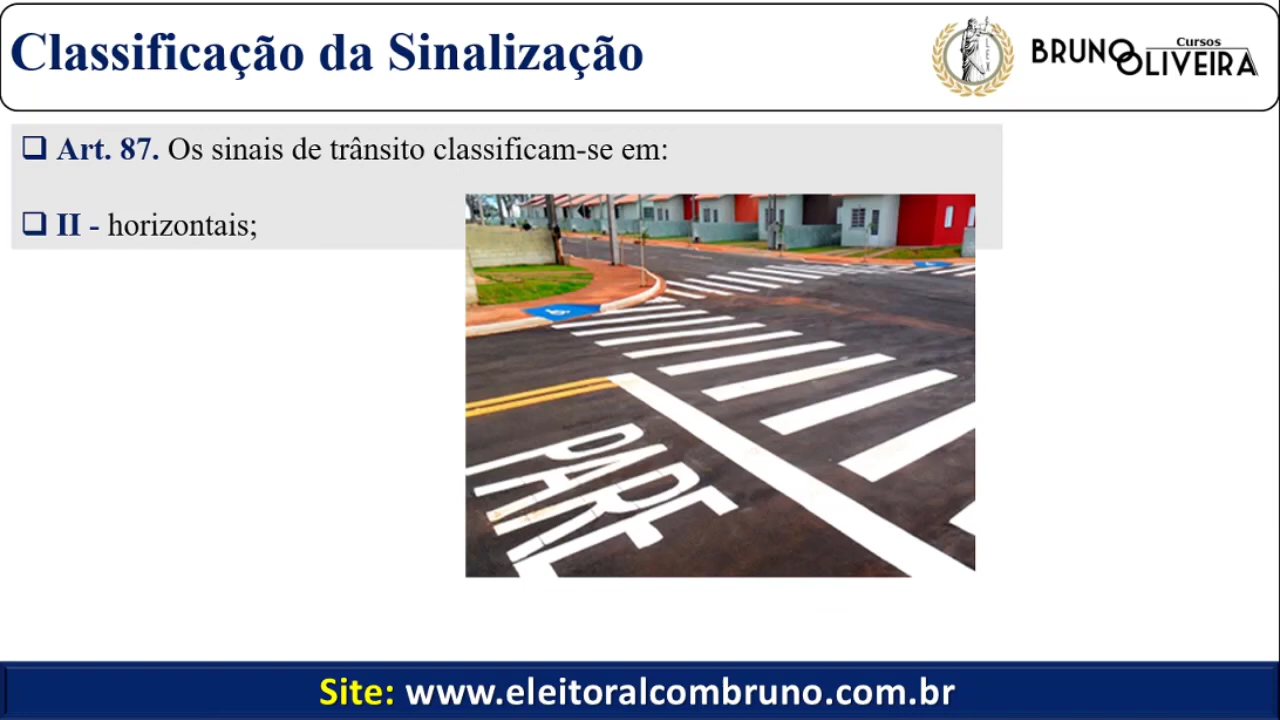 Classificação da Sinalização
Cursos
BRUNO
OLIVEIRA
❑ Art. 87. Os sinais de trânsito classificam-se em:
❑ II - horizontais;
PARE
Site: www.eleitoralcombruno.com.br